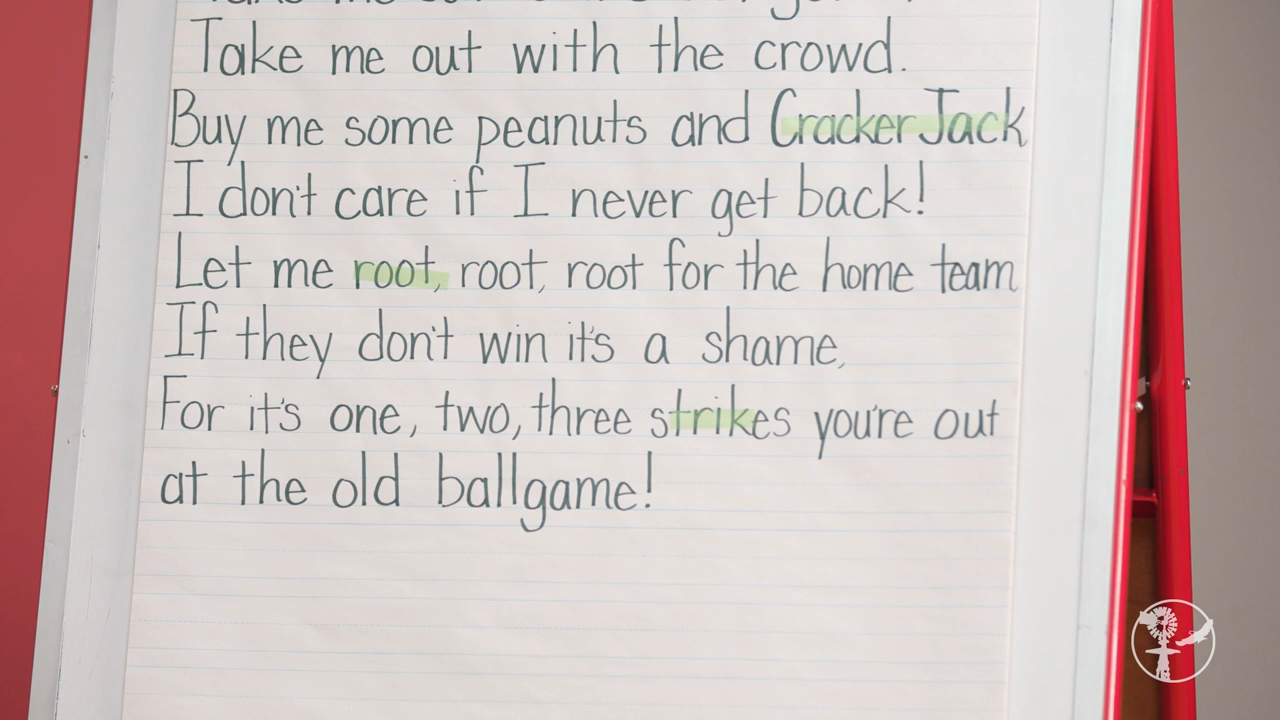 Take me out with the crowd.
Buy me some peanuts and Cracker Jack
I don't care if I never get back!
Let me root, root, root for the home team
If they don't win it's a shame,
For it's one, two, three strikes you're out
at the old ballgame!